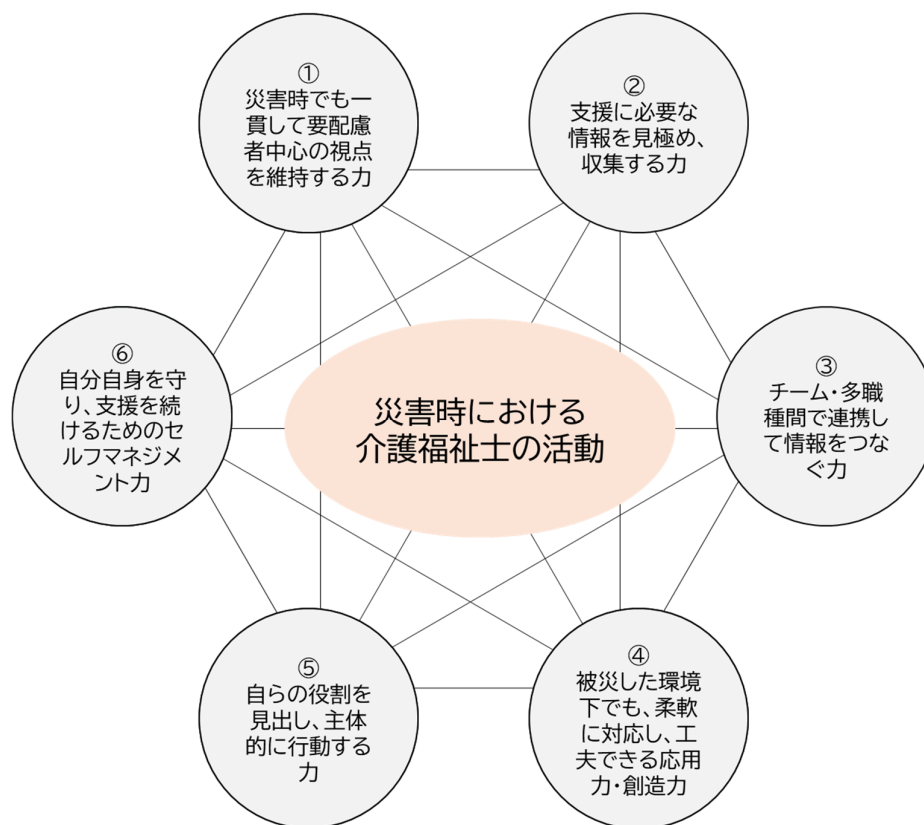 ①
災害時でも一
貫して要配慮
者中心の視点
を維持する力
②
支援に必要な
情報を見極め、
収集する力
⑥
自分自身を守
り、支援を続
けるためのセ
ルフマネジメ
ント力
災害時における
介護福祉士の活動
③
チーム・多職
種間で連携し
て情報をつな
ぐ力
⑤
自らの役割を
見出し、主体
的に行動する
力
④
被災した環境
下でも、柔軟
に対応し、工
夫できる応用
力・創造力